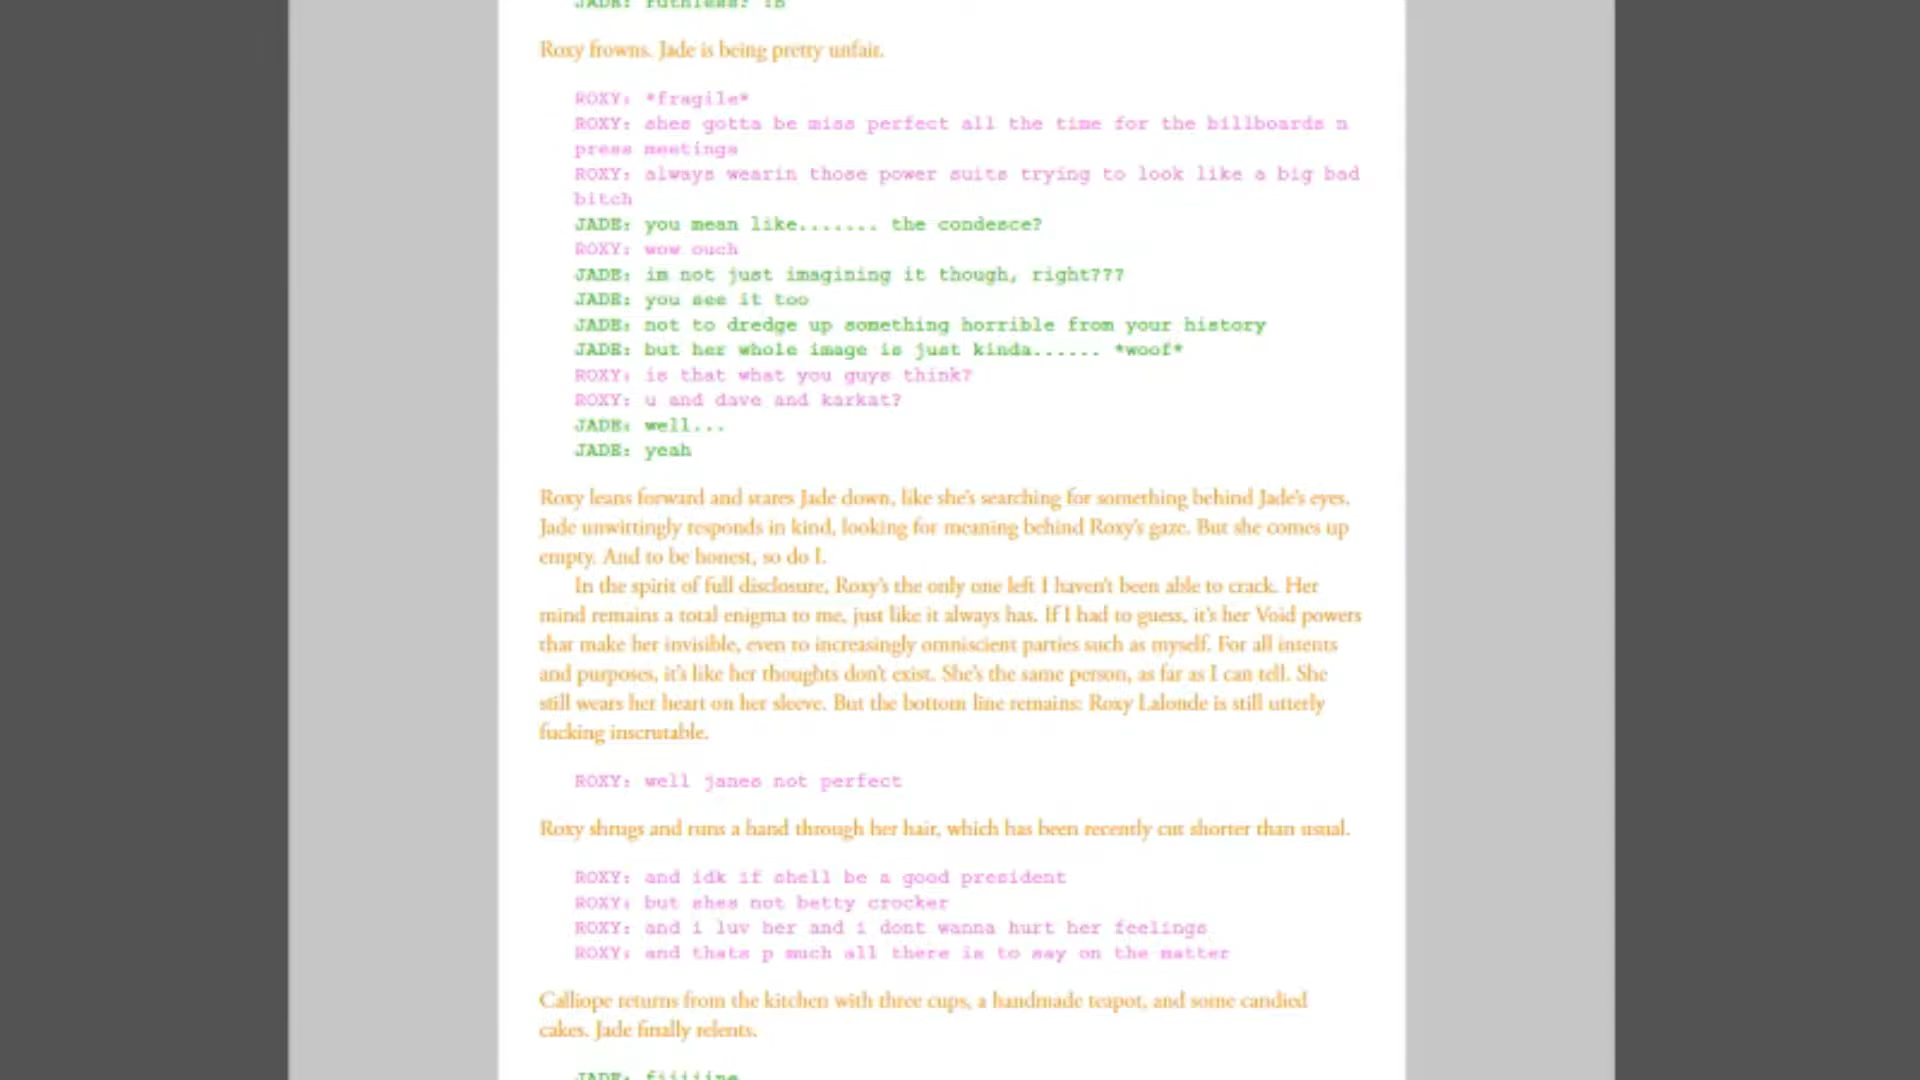 JADE: ruthless? :B
Roxy frowns. Jade is being pretty unfair.
ROXY: *fragile*
ROXY: shes gotta be miss perfect all the time for the billboards n
press meetings
ROXY: always wearin those power suits trying to look like a big bad
bitch
JADE: you mean like....... the condesce?
ROXY: wow ouch
JADE: im not just imagining it though, right???
JADE: you see it too
JADE: not to dredge up something horrible from your history
JADE: but her whole image is just kinda...... *woof*
ROXY: is that what you guys think?
ROXY: u and dave and karkat?
JADE: well...
JADE: yeah
Roxy leans forward and stares Jade down, like she's searching for something behind Jade's eyes.
Jade unwittingly responds in kind, looking for meaning behind Roxy's gaze. But she comes up
empty. And to be honest, so do I.
In the spirit of full disclosure, Roxy's the only one left I haven't been able to crack. Her
mind remains a total enigma to me, just like it always has. If I had to guess, it's her Void powers
that make her invisible, even to increasingly omniscient parties such as myself. For all intents
and purposes, it's like her thoughts don't exist. She's the same person, as far as I can tell. She
still wears her heart on her sleeve. But the bottom line remains: Roxy Lalonde is still utterly
fucking inscrutable.
ROXY: well janes not perfect
Roxy shrugs and runs a hand through her hair, which has been recently cut shorter than usual.
ROXY: and idk if shell be a good president
ROXY: but shes not betty crocker
ROXY: and i luv her and i dont wanna hurt her feelings
ROXY: and thats p much all there is to say on the matter
Calliope returns from the kitchen with three cups, a handmade teapot, and some candied
cakes. Jade finally relents.
JADE: fiiiiine